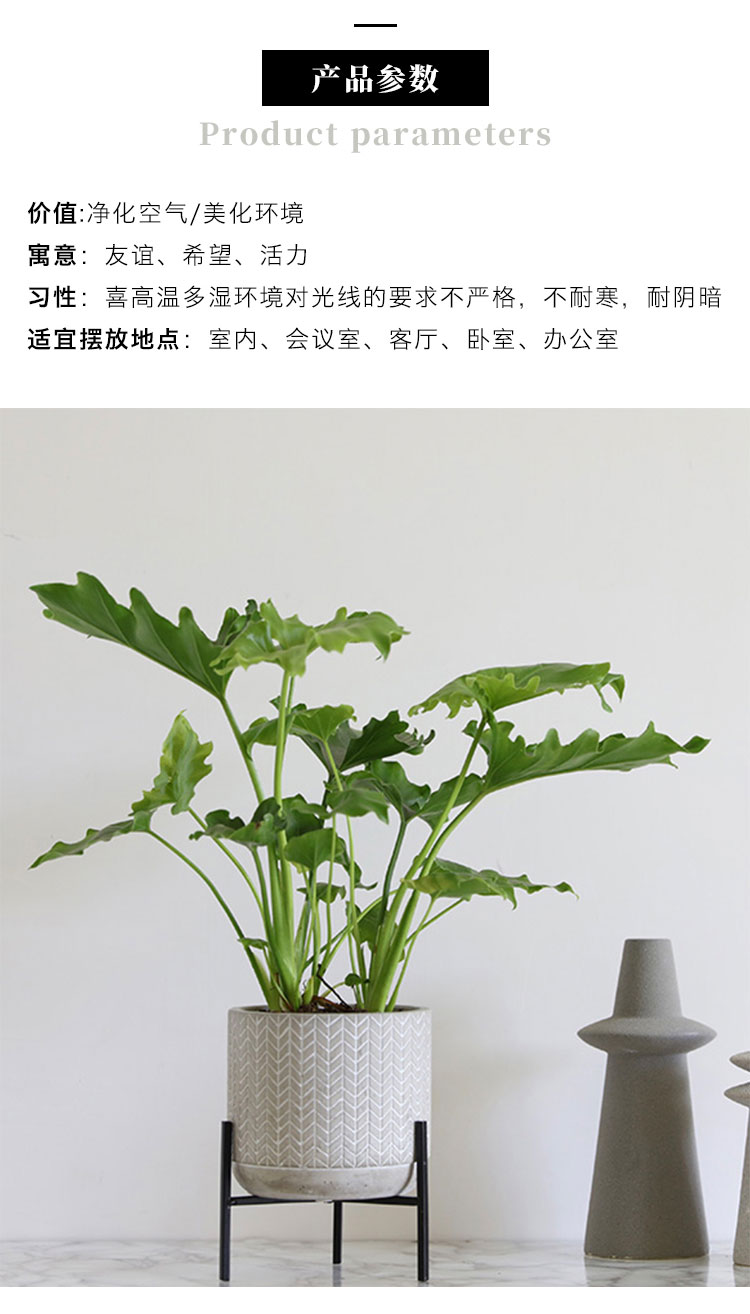 产品参数
Product parameters
价值:净化空气/美化环境
寓意：友谊、希望、活力
习性：喜高温多湿环境对光线的要求不严格，不耐寒，耐阴暗
适宜摆放地点：室内、会议室、客厅、卧室、办公室